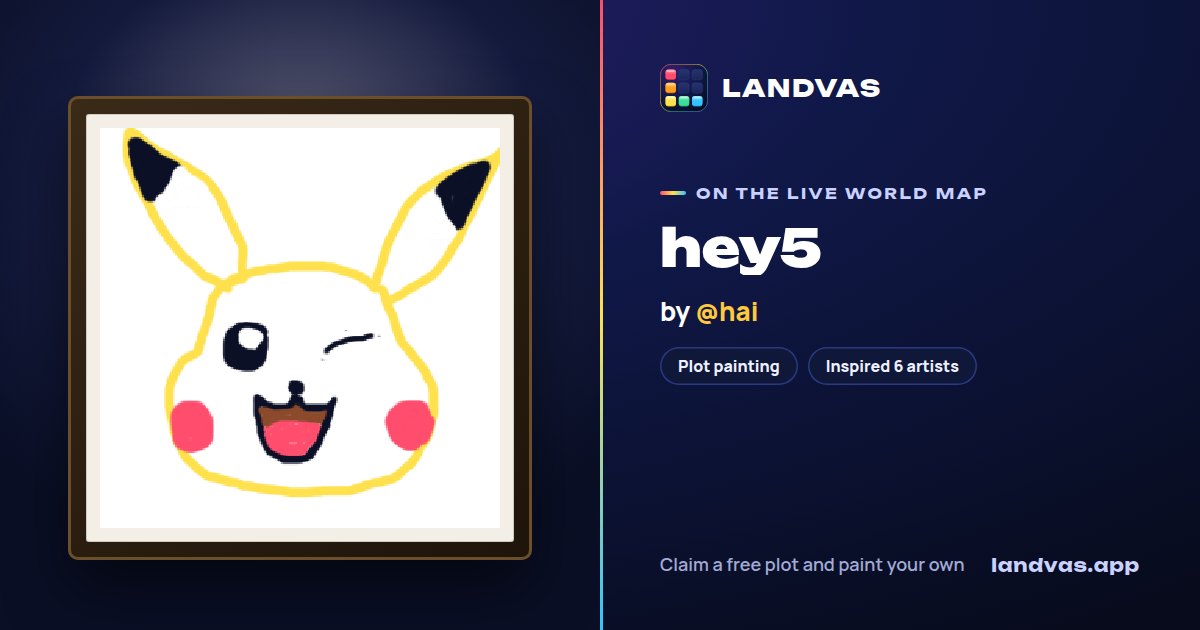 LANDVAS
ON THE LIVE WORLD MAP
hey5
by @hai
Plot painting Inspired 6 artists
Claim a free plot and paint your own landvas.app